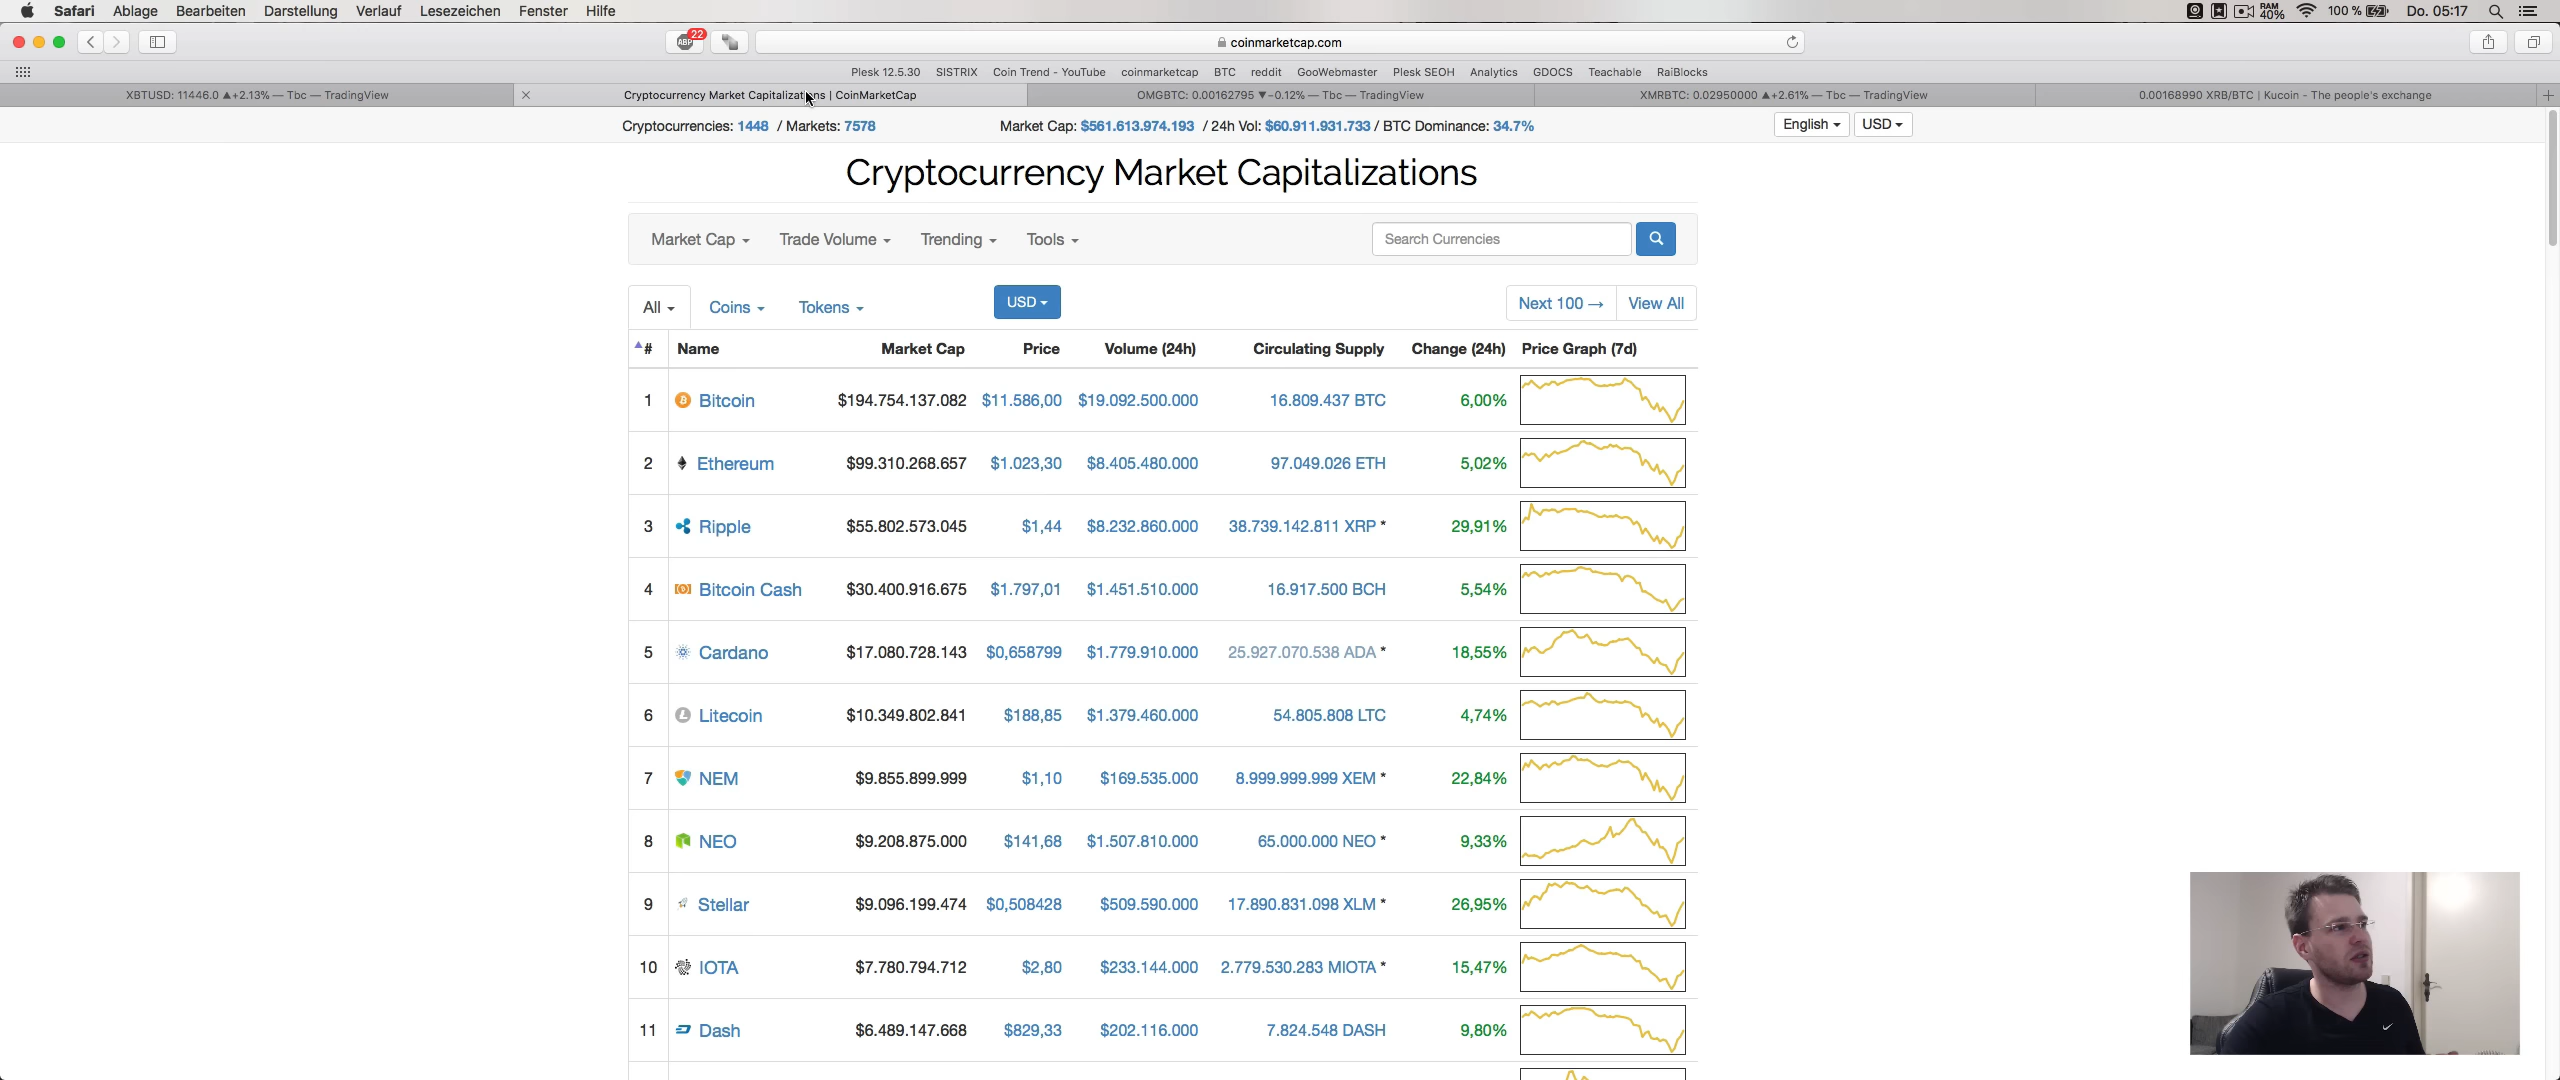 Safari Ablage Bearbeiten Darstellung Verlauf Lesezeichen Fenster Hilfe RAM 40% 100 % Do. 05:17
ABP 22 coinmarketcap.com
Plesk 12.5.30 SISTRIX Coin Trend - YouTube coinmarketcap BTC reddit GooWebmaster Plesk SEOH Analytics GDOCS Teachable RaiBlocks
XBTUSD: 11446.0 ▲+2.13% — Tbc — TradingView Cryptocurrency Market Capitalizations | CoinMarketCap OMGBTC: 0.00162795 ▼−0.12% — Tbc — TradingView XMRBTC: 0.02950000 ▲+2.61% — Tbc — TradingView 0.00168990 XRB/BTC | Kucoin - The people's exchange
Cryptocurrencies: 1448 / Markets: 7578 Market Cap: $561.613.974.193 / 24h Vol: $60.911.931.733 / BTC Dominance: 34.7% English USD
Cryptocurrency Market Capitalizations
Market Cap Trade Volume Trending Tools Search Currencies
All Coins Tokens USD Next 100 → View All
# Name Market Cap Price Volume (24h) Circulating Supply Change (24h) Price Graph (7d)
1 Bitcoin $194.754.137.082 $11.586,00 $19.092.500.000 16.809.437 BTC 6,00%
2 Ethereum $99.310.268.657 $1.023,30 $8.405.480.000 97.049.026 ETH 5,02%
3 Ripple $55.802.573.045 $1,44 $8.232.860.000 38.739.142.811 XRP * 29,91%
4 Bitcoin Cash $30.400.916.675 $1.797,01 $1.451.510.000 16.917.500 BCH 5,54%
5 Cardano $17.080.728.143 $0,658799 $1.779.910.000 25.927.070.538 ADA * 18,55%
6 Litecoin $10.349.802.841 $188,85 $1.379.460.000 54.805.808 LTC 4,74%
7 NEM $9.855.899.999 $1,10 $169.535.000 8.999.999.999 XEM * 22,84%
8 NEO $9.208.875.000 $141,68 $1.507.810.000 65.000.000 NEO * 9,33%
9 Stellar $9.096.199.474 $0,508428 $509.590.000 17.890.831.098 XLM * 26,95%
10 IOTA $7.780.794.712 $2,80 $233.144.000 2.779.530.283 MIOTA * 15,47%
11 Dash $6.489.147.668 $829,33 $202.116.000 7.824.548 DASH 9,80%